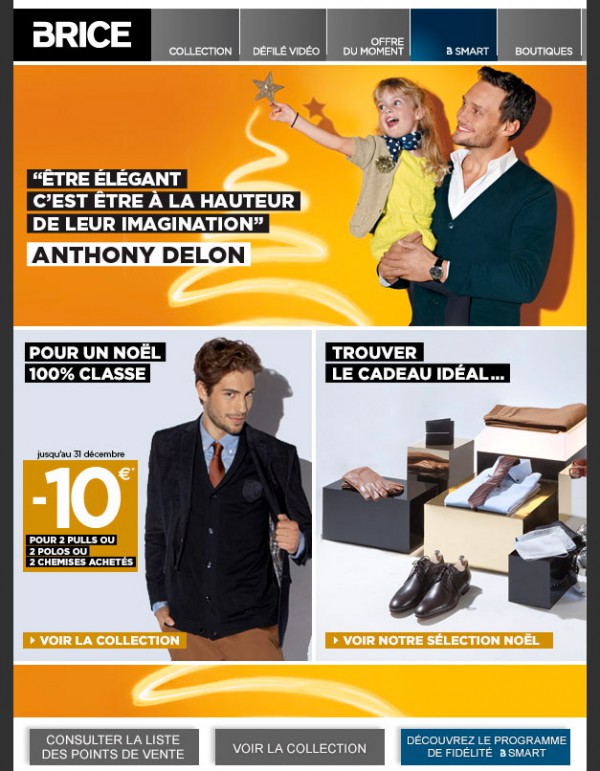 BRICE
COLLECTION
DÉFILÉ VIDÉO
OFFRE
DU MOMENT
B SMART
BOUTIQUES
“ÊTRE ÉLÉGANT
C’EST ÊTRE À LA HAUTEUR
DE LEUR IMAGINATION”
ANTHONY DELON
POUR UN NOËL
100% CLASSE
jusqu’au 31 décembre
-10€*
POUR 2 PULLS OU
2 POLOS OU
2 CHEMISES ACHETÉS
VOIR LA COLLECTION
TROUVER
LE CADEAU IDÉAL...
VOIR NOTRE SÉLECTION NOËL
CONSULTER LA LISTE
DES POINTS DE VENTE
VOIR LA COLLECTION
DÉCOUVREZ LE PROGRAMME
DE FIDÉLITÉ B SMART